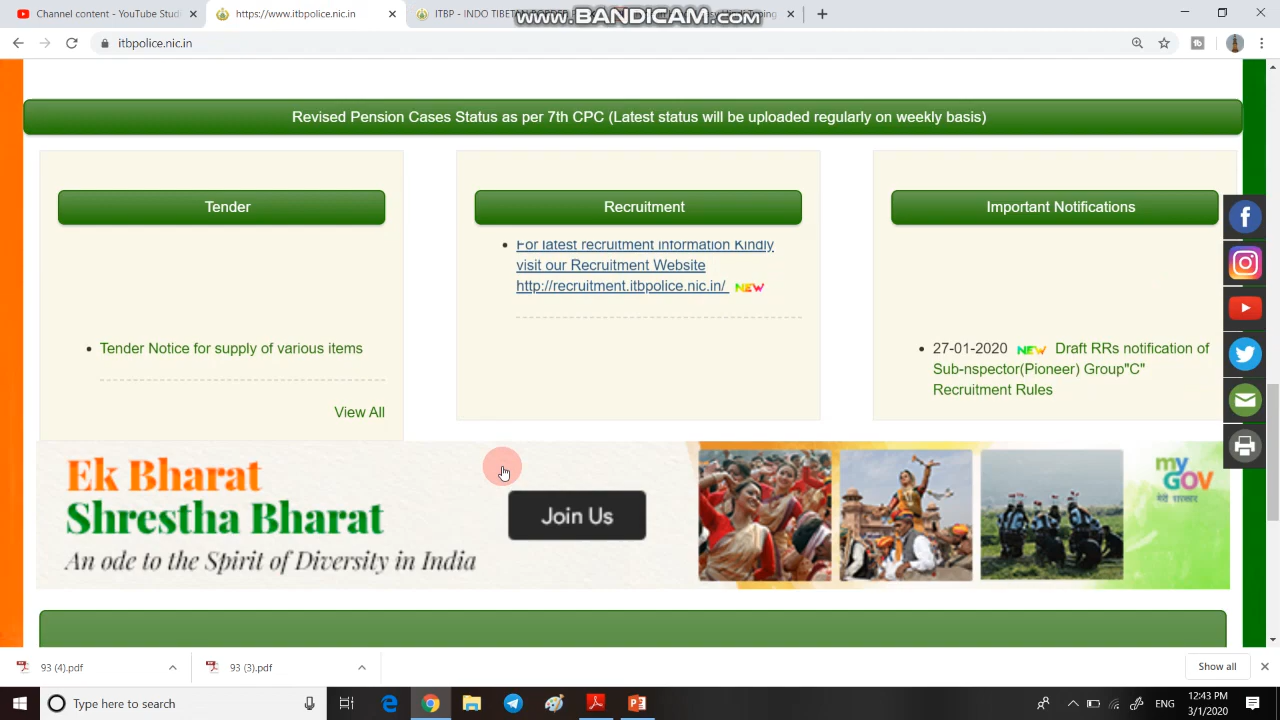 channel content - YouTube Studi
https://www.itbpolice.nic.in
ITBP - INDO TIBETAN
www.BANDICAM.com
itbpolice.nic.in
Revised Pension Cases Status as per 7th CPC (Latest status will be uploaded regularly on weekly basis)
Tender
Tender Notice for supply of various items
View All
Recruitment
For latest recruitment information Kindly
visit our Recruitment Website
http://recruitment.itbpolice.nic.in/ NEW
Important Notifications
27-01-2020 NEW Draft RRs notification of
Sub-nspector(Pioneer) Group"C"
Recruitment Rules
Ek Bharat
Shrestha Bharat
An ode to the Spirit of Diversity in India
Join Us
my
GOV
मेरी सरकार
93 (4).pdf
93 (3).pdf
Show all
Type here to search
ENG
12:43 PM
3/1/2020